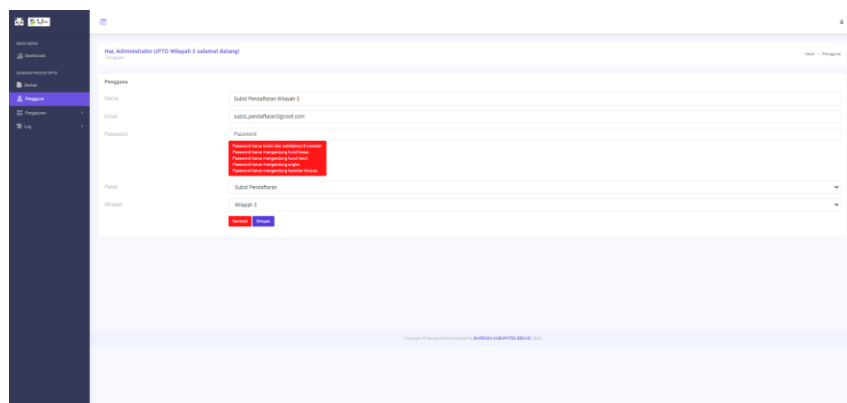 MAIN MENU
Dashboard
ADMINISTRATOR UPTD
Berkas
Pengguna
Pengaturan
Log
Hai, Administrator UPTD Wilayah 3 selamat datang!
Pengguna
Ubah / Pengguna
Pengguna
Nama
Subid Pendaftaran Wilayah 3
Email
subid_pendaftaran3@root.com
Password
Password
Password harus terdiri dari setidaknya 8 karakter.
Password harus mengandung huruf besar.
Password harus mengandung huruf kecil.
Password harus mengandung angka.
Password harus mengandung karakter khusus.
Peran
Subid Pendaftaran
Wilayah
Wilayah 3
Kembali Simpan
Copyright © Designed & Developed by BAPENDA KABUPATEN BEKASI